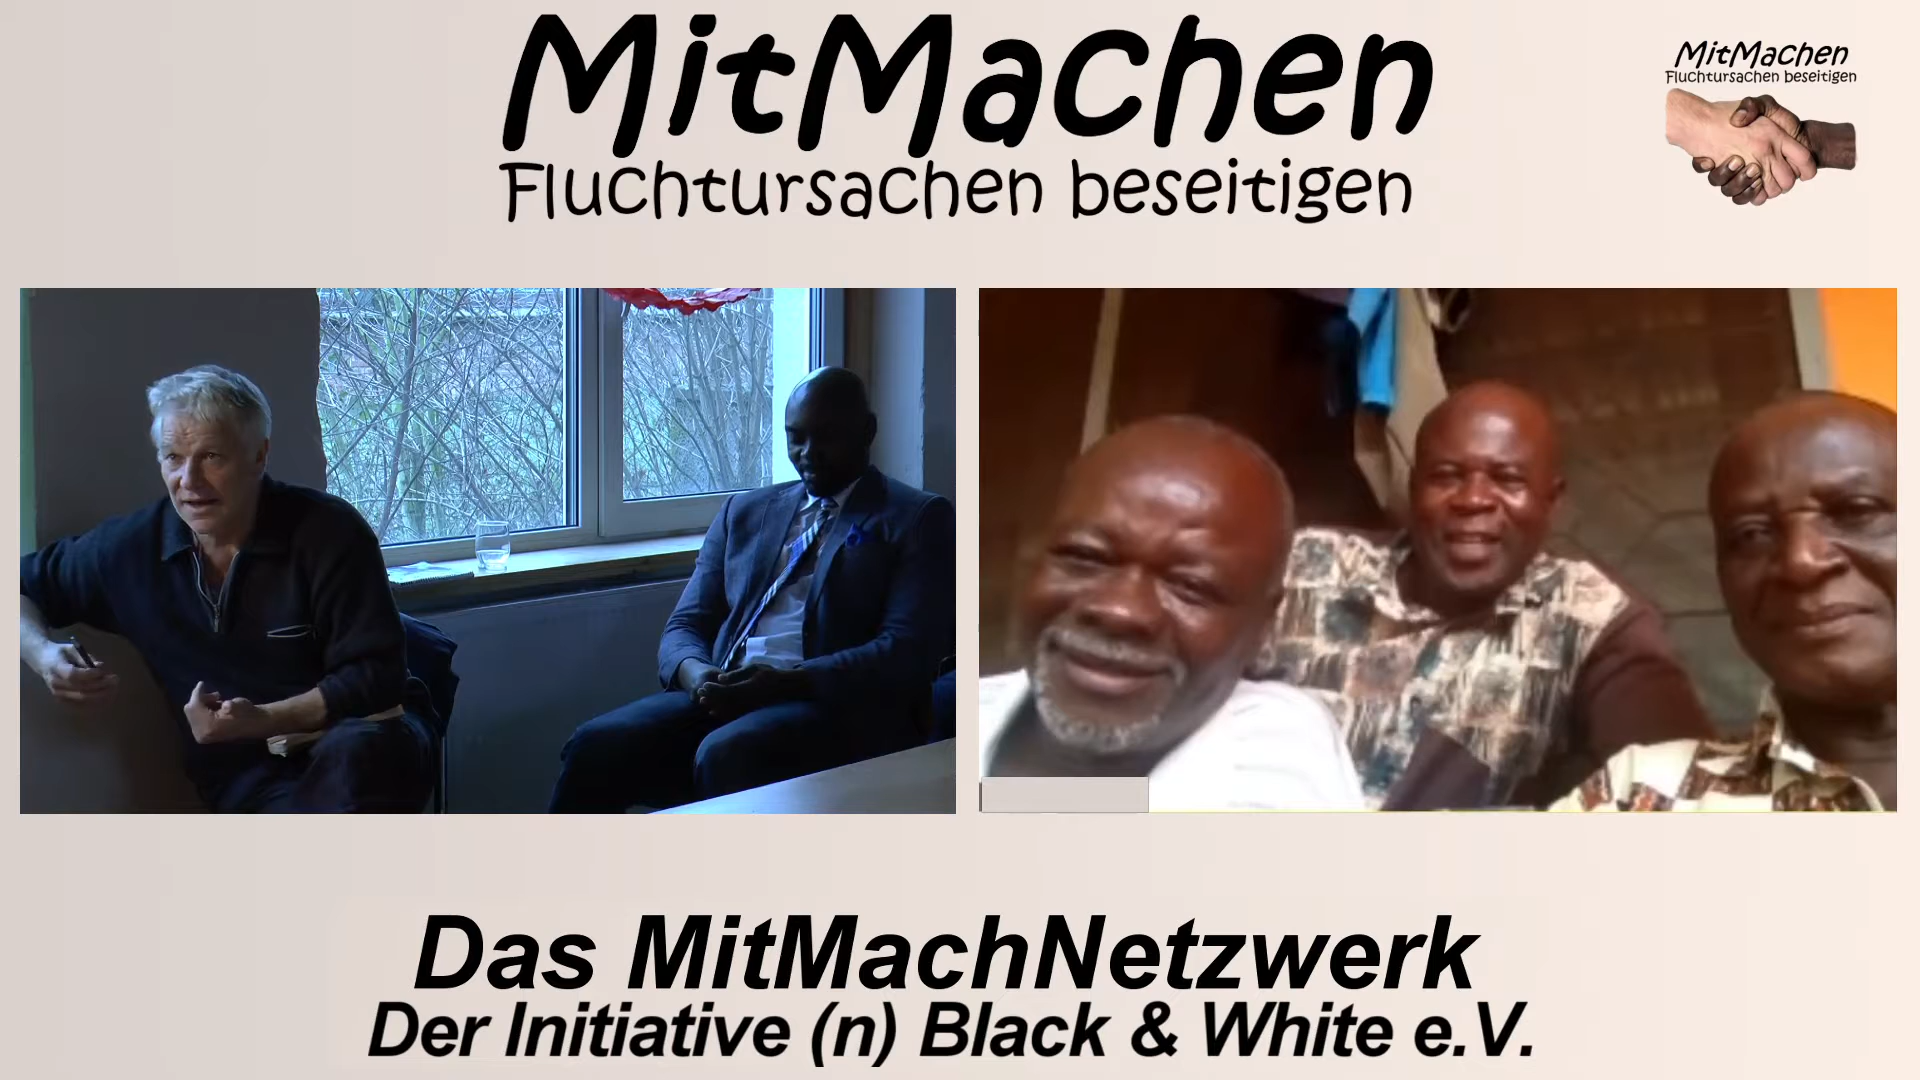 MitMachen
Fluchtursachen beseitigen
MitMachen
Fluchtursachen beseitigen
Das MitMachNetzwerk
Der Initiative (n) Black & White e.V.